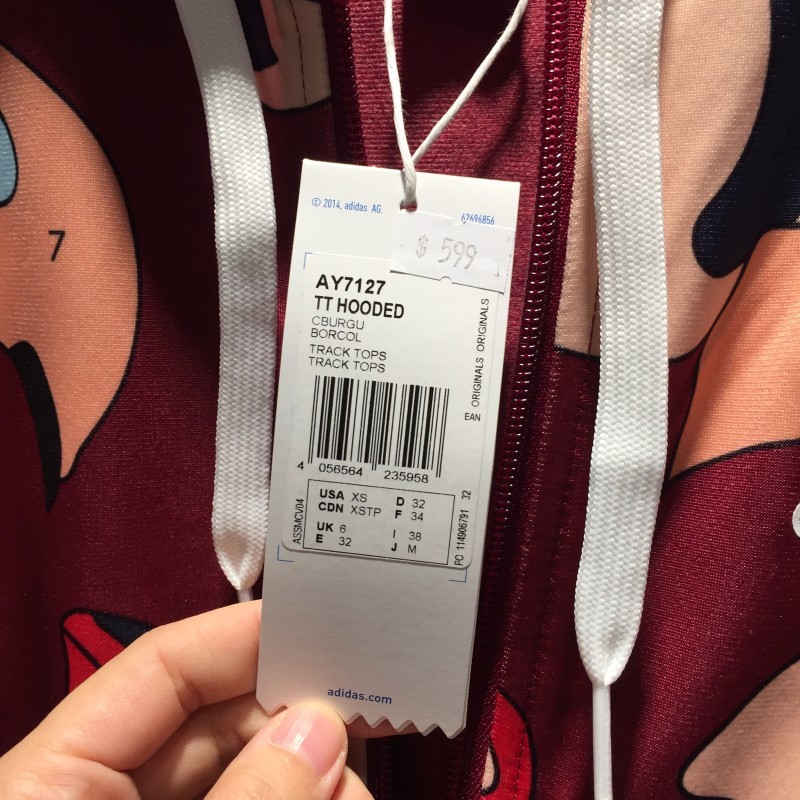 7
© 2014, adidas AG.
62696856
$ 599
AY7127
TT HOODED
CBURGU
BORCOL
TRACK TOPS
TRACK TOPS
ORIGINALS ORIGINALS
EAN
4 056564 235958
USA XS D 32
CDN XSTP F 34
UK 6 I 38
E 32 J M
ASSMCV04
PO 114906791 32
adidas.com